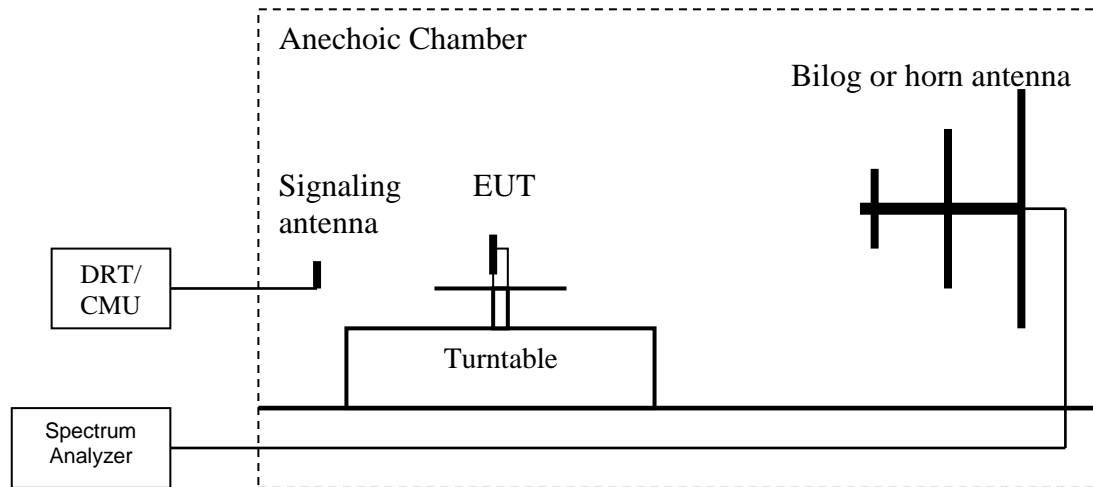 Anechoic Chamber
Bilog or horn antenna
Signaling
antenna
EUT
DRT/
CMU
Turntable
Spectrum
Analyzer